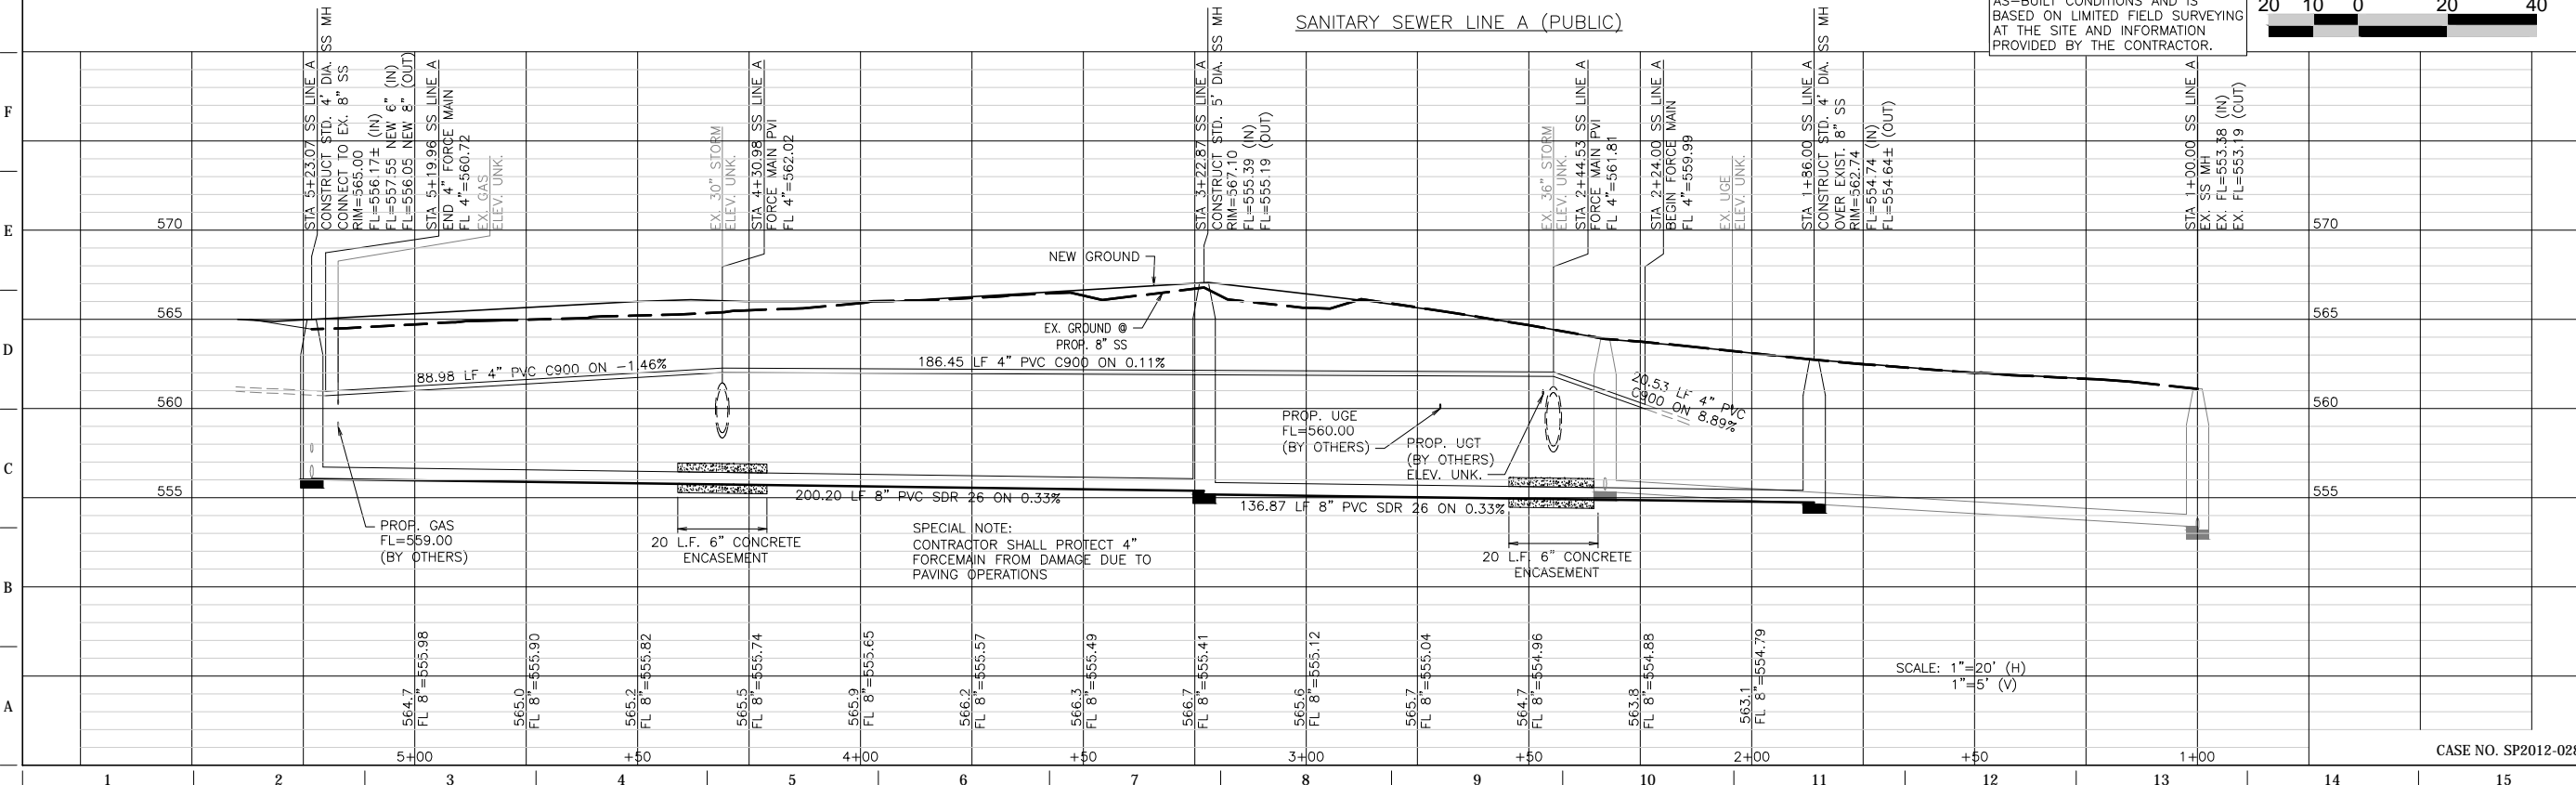 SANITARY SEWER LINE A (PUBLIC)
AS-BUILT CONDITIONS AND IS
BASED ON LIMITED FIELD SURVEYING
AT THE SITE AND INFORMATION
PROVIDED BY THE CONTRACTOR.
20 10 0 20 40
STA 5+23.07 SS LINE A
CONSTRUCT STD. 4' DIA. SS MH
CONNECT TO EX. 8" SS
RIM=565.00
FL=556.17± (IN)
FL=557.55 NEW 6" (IN)
FL=556.05 NEW 8" (OUT)
STA 5+19.96 SS LINE A
END 4" FORCE MAIN
FL 4"=560.72
EX. GAS
ELEV. UNK.
EX. 30" STORM
ELEV. UNK.
STA 4+30.98 SS LINE A
FORCE MAIN PVI
FL 4"=562.02
STA 3+22.87 SS LINE A
CONSTRUCT STD. 5' DIA. SS MH
RIM=567.10
FL=555.39 (IN)
FL=555.19 (OUT)
EX. 36" STORM
ELEV. UNK.
STA 2+44.53 SS LINE A
FORCE MAIN PVI
FL 4"=561.81
STA 2+24.00 SS LINE A
BEGIN FORCE MAIN
FL 4"=559.99
EX. UGE
ELEV. UNK.
STA 1+86.00 SS LINE A
CONSTRUCT STD. 4' DIA. SS MH
OVER EXIST. 8" SS
RIM=562.74
FL=554.74 (IN)
FL=554.64± (OUT)
STA 1+00.00 SS LINE A
EX. SS MH
EX. FL=553.38 (IN)
EX. FL=553.19 (OUT)
F
E
D
C
B
A
570
565
560
555
570
565
560
555
NEW GROUND
EX. GROUND @
PROP. 8" SS
88.98 LF 4" PVC C900 ON -1.46%
186.45 LF 4" PVC C900 ON 0.11%
20.53 LF 4" PVC
C900 ON 8.89%
PROP. UGE
FL=560.00
(BY OTHERS)
PROP. UGT
(BY OTHERS)
ELEV. UNK.
200.20 LF 8" PVC SDR 26 ON 0.33%
136.87 LF 8" PVC SDR 26 ON 0.33%
PROP. GAS
FL=559.00
(BY OTHERS)
20 L.F. 6" CONCRETE
ENCASEMENT
SPECIAL NOTE:
CONTRACTOR SHALL PROTECT 4"
FORCEMAIN FROM DAMAGE DUE TO
PAVING OPERATIONS
20 L.F. 6" CONCRETE
ENCASEMENT
564.7
FL 8"=555.98
565.0
FL 8"=555.90
565.2
FL 8"=555.82
565.5
FL 8"=555.74
565.9
FL 8"=555.65
566.2
FL 8"=555.57
566.3
FL 8"=555.49
566.7
FL 8"=555.41
565.6
FL 8"=555.12
565.7
FL 8"=555.04
564.7
FL 8"=554.96
563.8
FL 8"=554.88
563.1
FL 8"=554.79
SCALE: 1"=20' (H)
1"=5' (V)
5+00 +50 4+00 +50 3+00 +50 2+00 +50 1+00
CASE NO. SP2012-028
1 2 3 4 5 6 7 8 9 10 11 12 13 14 15